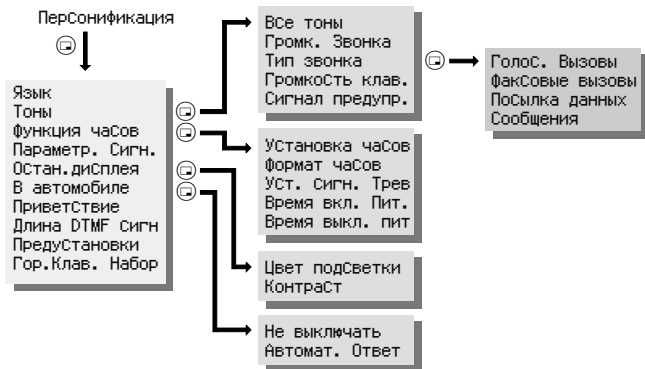 ПерСонификация
Язык
Тоны
Функция чаСов
Параметр. Сигн.
ОСтан.диСплея
В автомобиле
ПриветСтвие
Длина DTMF Сигн
ПредуСтановки
Гор.Клав. Набор
ВСе тоны
Громк. Звонка
Тип звонка
ГромкоСть клав.
Сигнал предупр.
Голос. Вызовы
ФакСовые вызовы
ПоСылка данных
Сообщения
УСтановка чаСов
Формат чаСов
УСт. Сигн. Трев
Время вкл. Пит.
Время выкл. пит
Цвет подСветки
КонтраСт
Не выключать
Автомат. Ответ